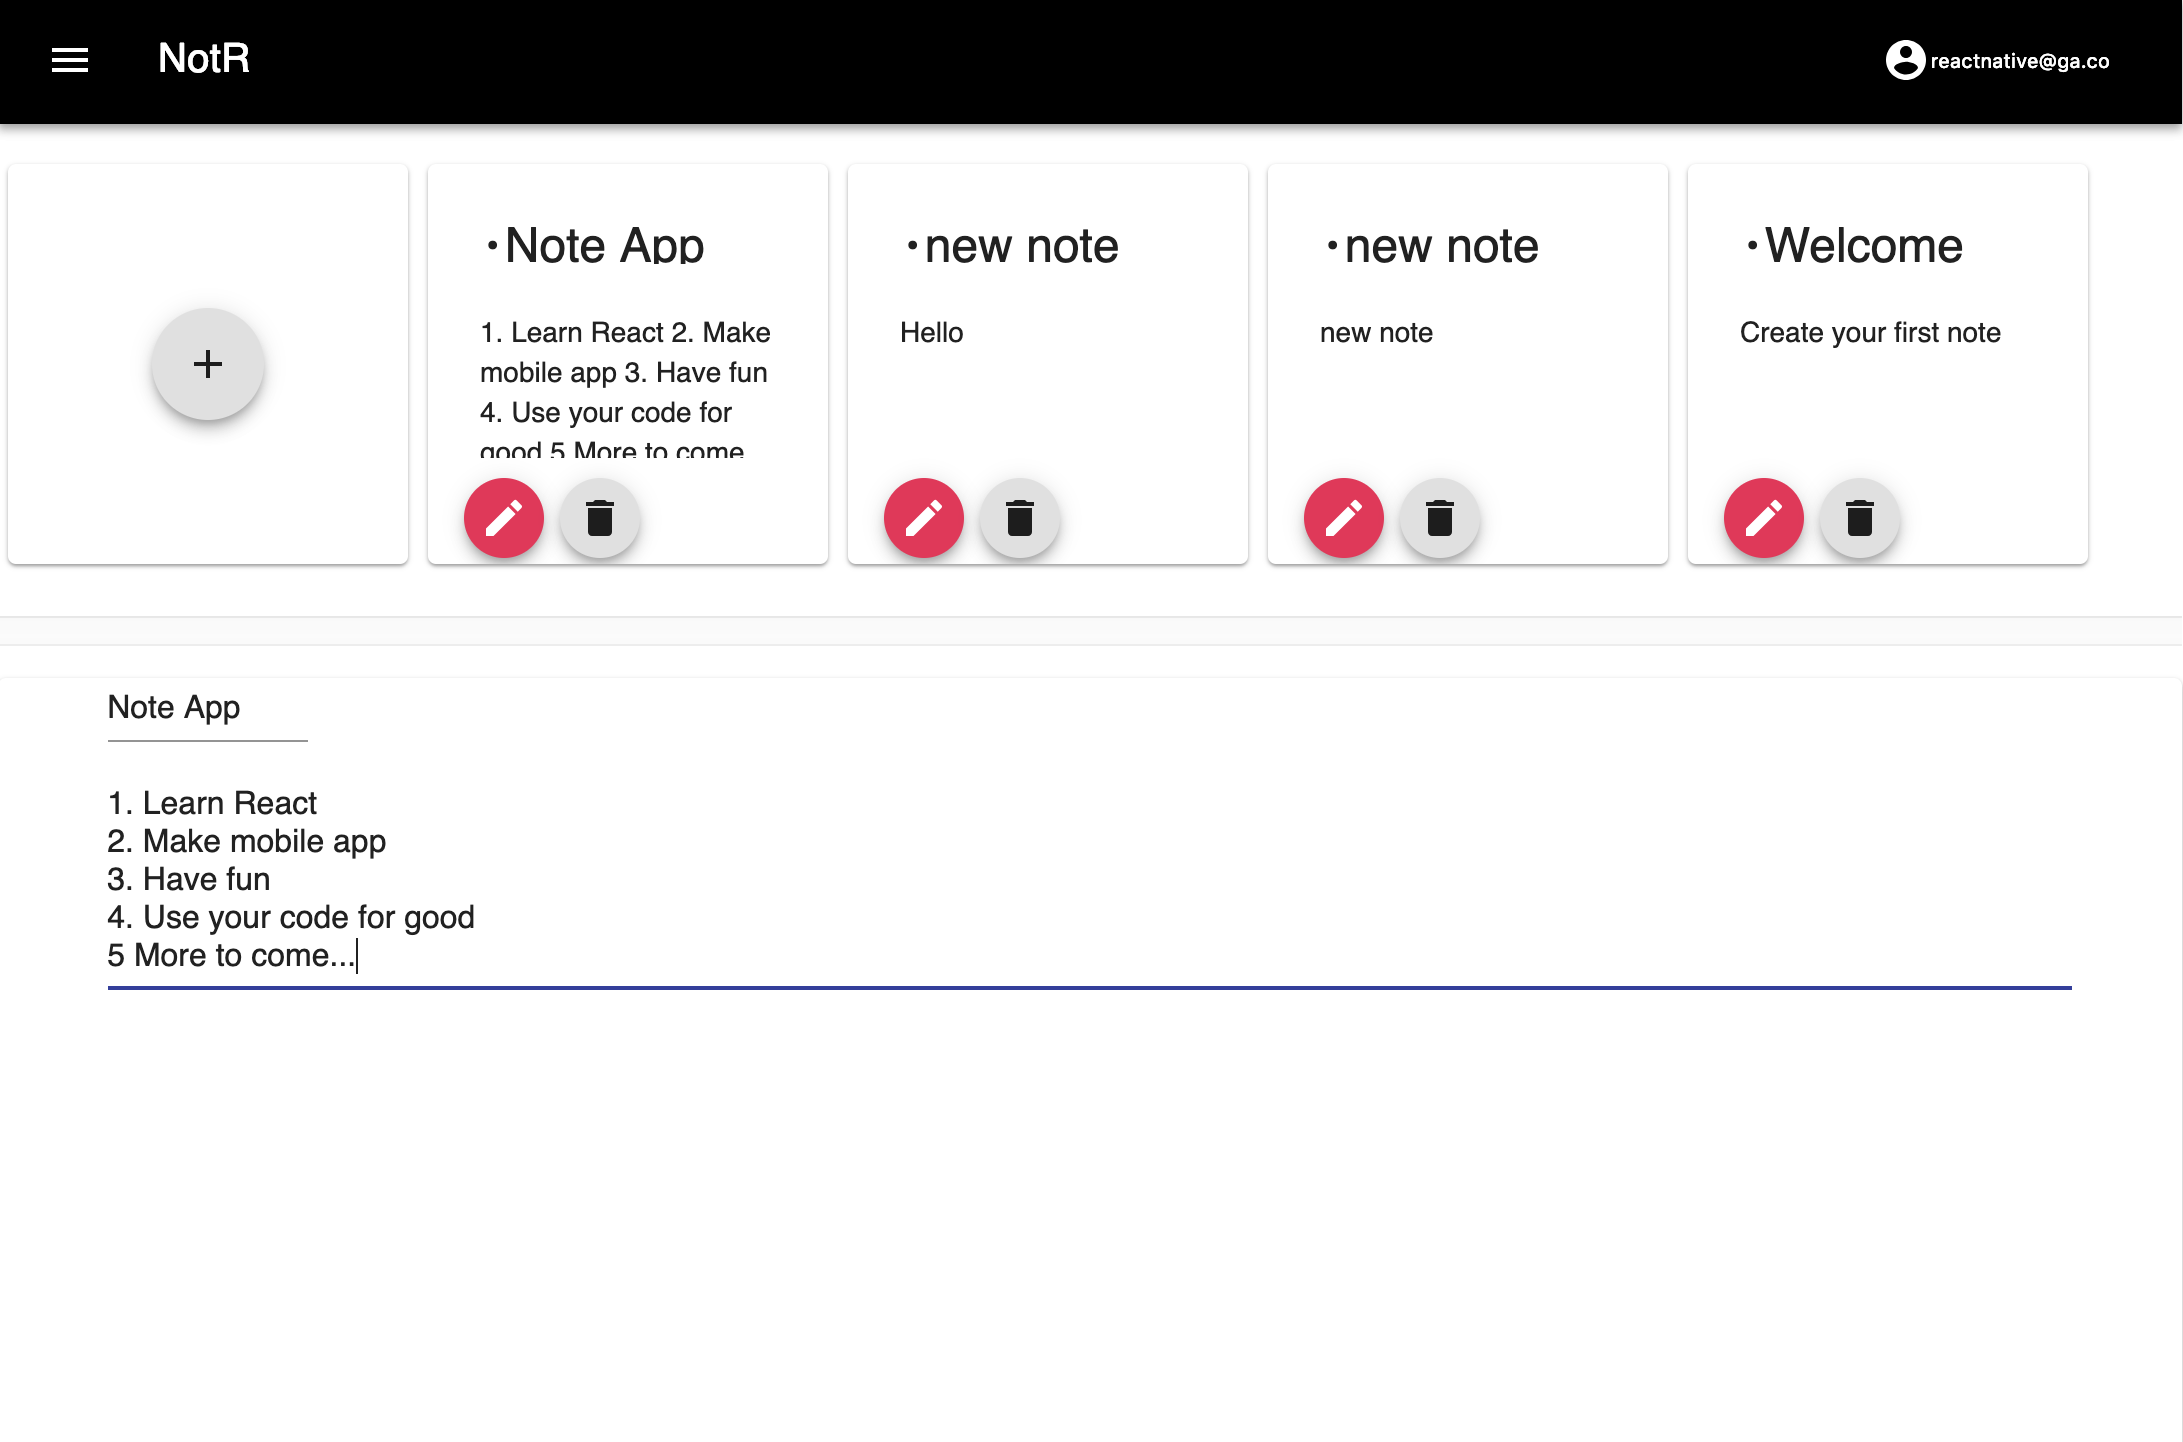 NotR
reactnative@ga.co
•Note App
1. Learn React 2. Make
mobile app 3. Have fun
4. Use your code for
good 5 More to come
•new note
Hello
•new note
new note
•Welcome
Create your first note
Note App
1. Learn React
2. Make mobile app
3. Have fun
4. Use your code for good
5 More to come...